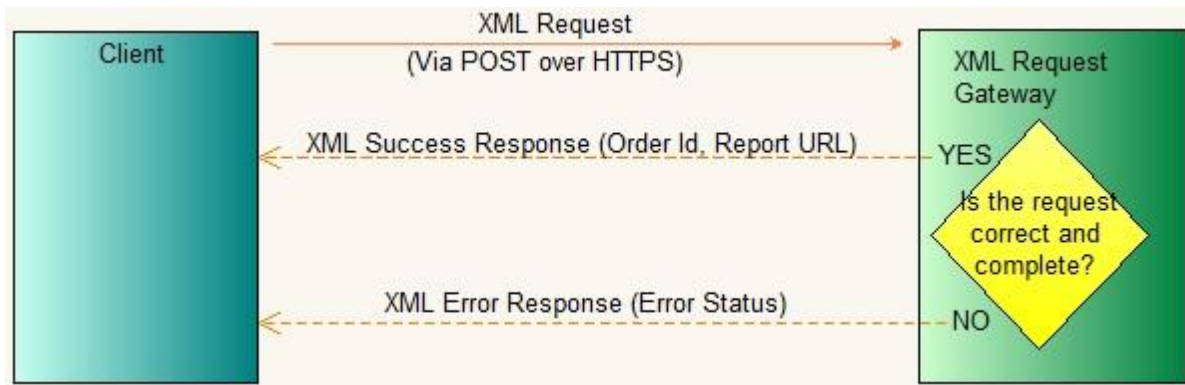 XML Request
Client
(Via POST over HTTPS)
XML Request
Gateway
XML Success Response (Order Id, Report URL)
YES
Is the request
correct and
complete?
XML Error Response (Error Status)
NO